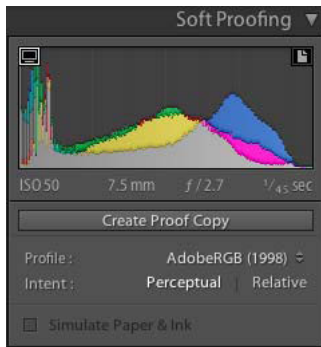 Soft Proofing
ISO 50 7.5 mm ƒ / 2.7 1/45 sec
Create Proof Copy
Profile : AdobeRGB (1998)
Intent : Perceptual | Relative
Simulate Paper & Ink